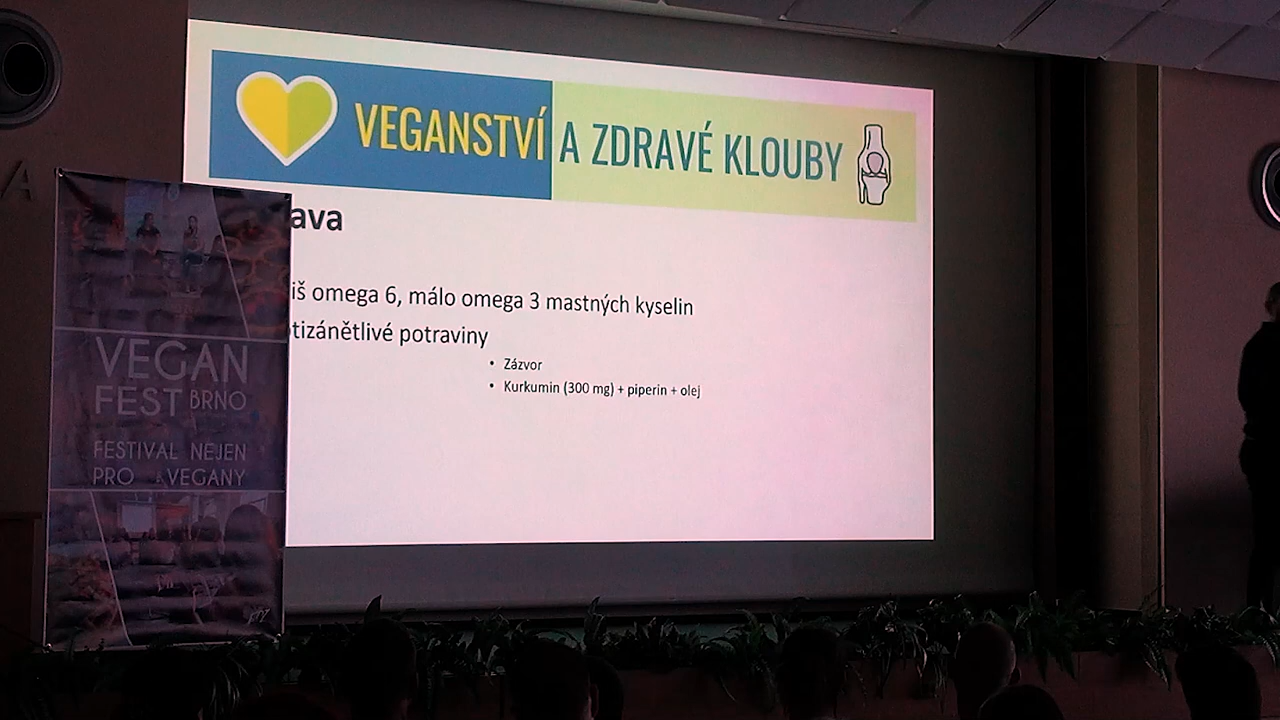 VEGANSTVÍ A ZDRAVÉ KLOUBY
ava
iš omega 6, málo omega 3 mastných kyselin
tizánětlivé potraviny
• Zázvor
• Kurkumin (300 mg) + piperin + olej
VEGAN
FEST BRNO
FESTIVAL NEJEN
PRO VEGANY
A